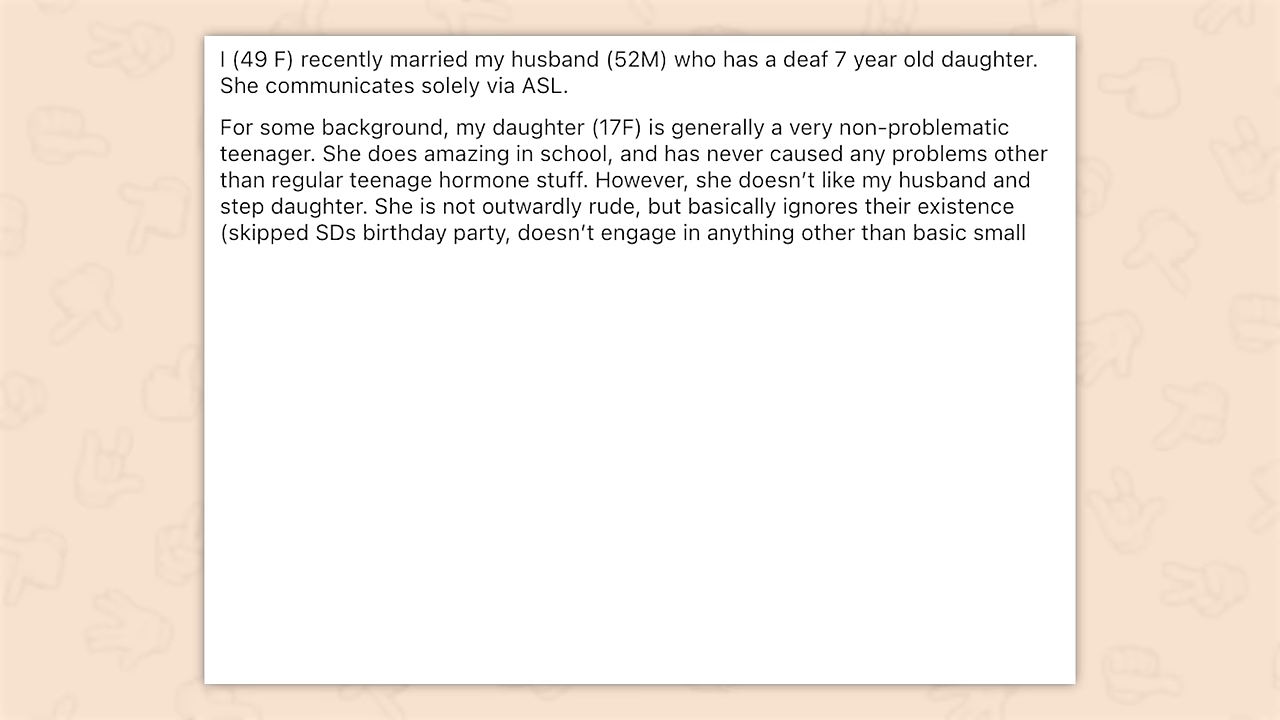 I (49 F) recently married my husband (52M) who has a deaf 7 year old daughter.
She communicates solely via ASL.
For some background, my daughter (17F) is generally a very non-problematic
teenager. She does amazing in school, and has never caused any problems other
than regular teenage hormone stuff. However, she doesn’t like my husband and
step daughter. She is not outwardly rude, but basically ignores their existence
(skipped SDs birthday party, doesn’t engage in anything other than basic small